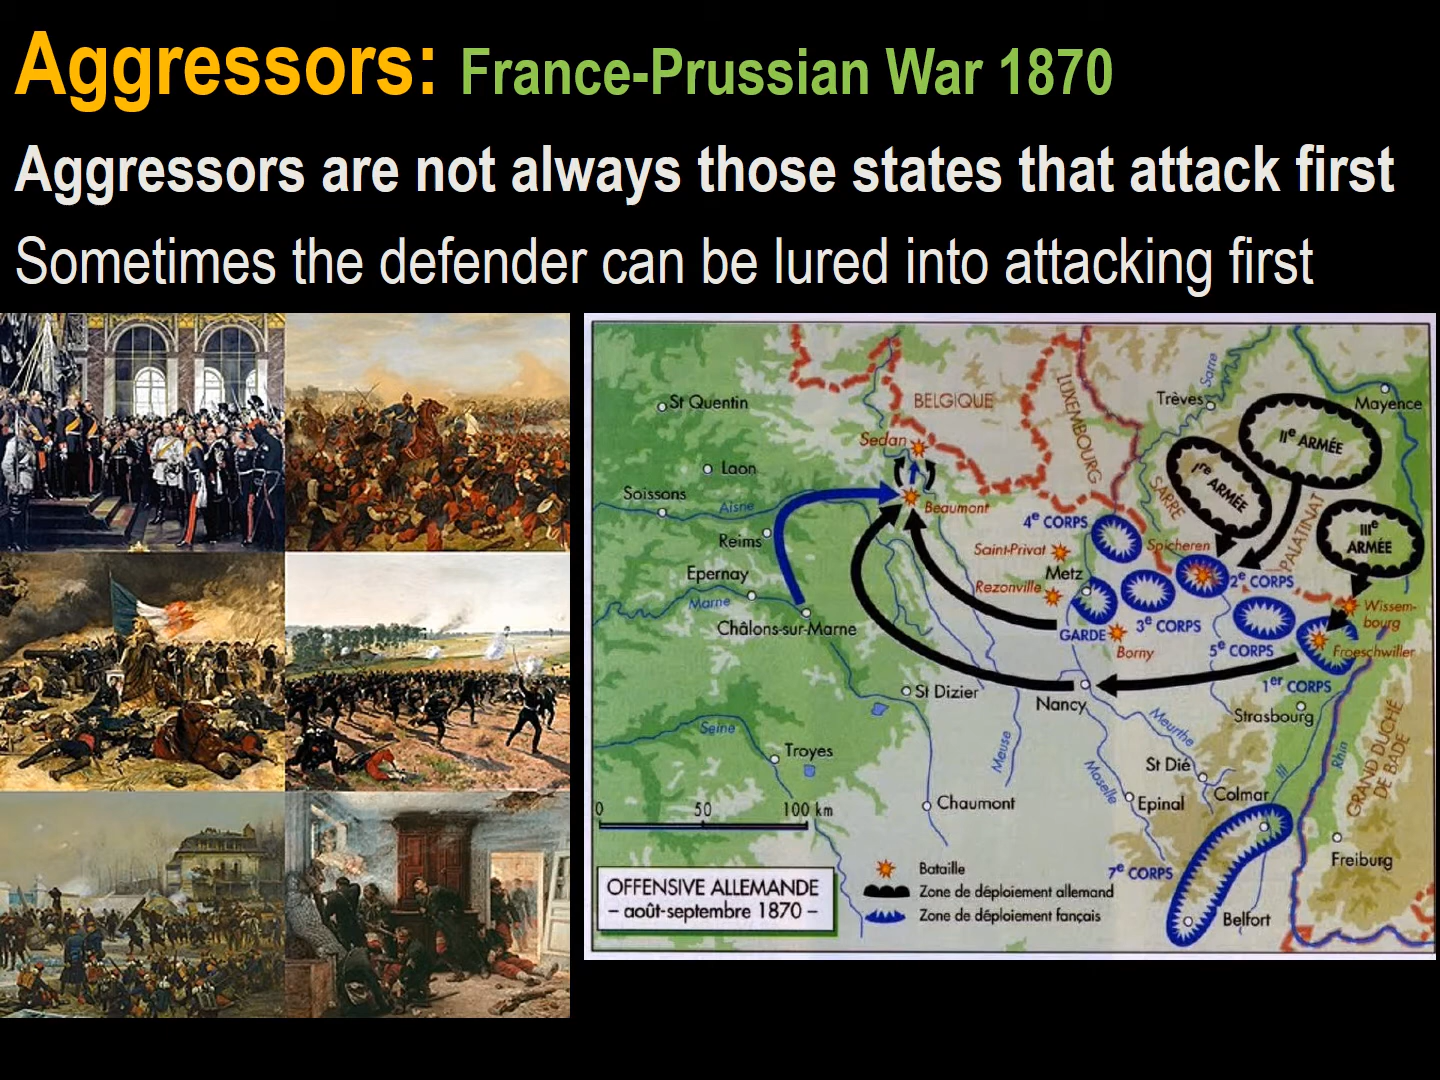 Aggressors: France-Prussian War 1870
Aggressors are not always those states that attack first
Sometimes the defender can be lured into attacking first
BELGIQUE
LUXEMBOURG
Sarre
Trèves
Mayence
St Quentin
IIe ARMÉE
Sedan
Laon
Ire ARMÉE
SARRE
PALATINAT
Soissons
Aisne
Beaumont
4e CORPS
IIIe ARMÉE
Reims
Saint-Privat
Spicheren
Epernay
Metz
2e CORPS
Rezonville
Marne
Wissem-
bourg
Châlons-sur-Marne
GARDE
3e CORPS
Borny
5e CORPS
Froeschwiller
1er CORPS
St Dizier
Nancy
Strasbourg
Seine
Meurthe
Troyes
Meuse
Moselle
St Dié
Ill
Rhin
GRAND DUCHÉ
DE BADE
Colmar
0 50 100 km
Chaumont
Epinal
Freiburg
7e CORPS
Belfort
OFFENSIVE ALLEMANDE
– août-septembre 1870 –
Bataille
Zone de déploiement allemand
Zone de déploiement fançais